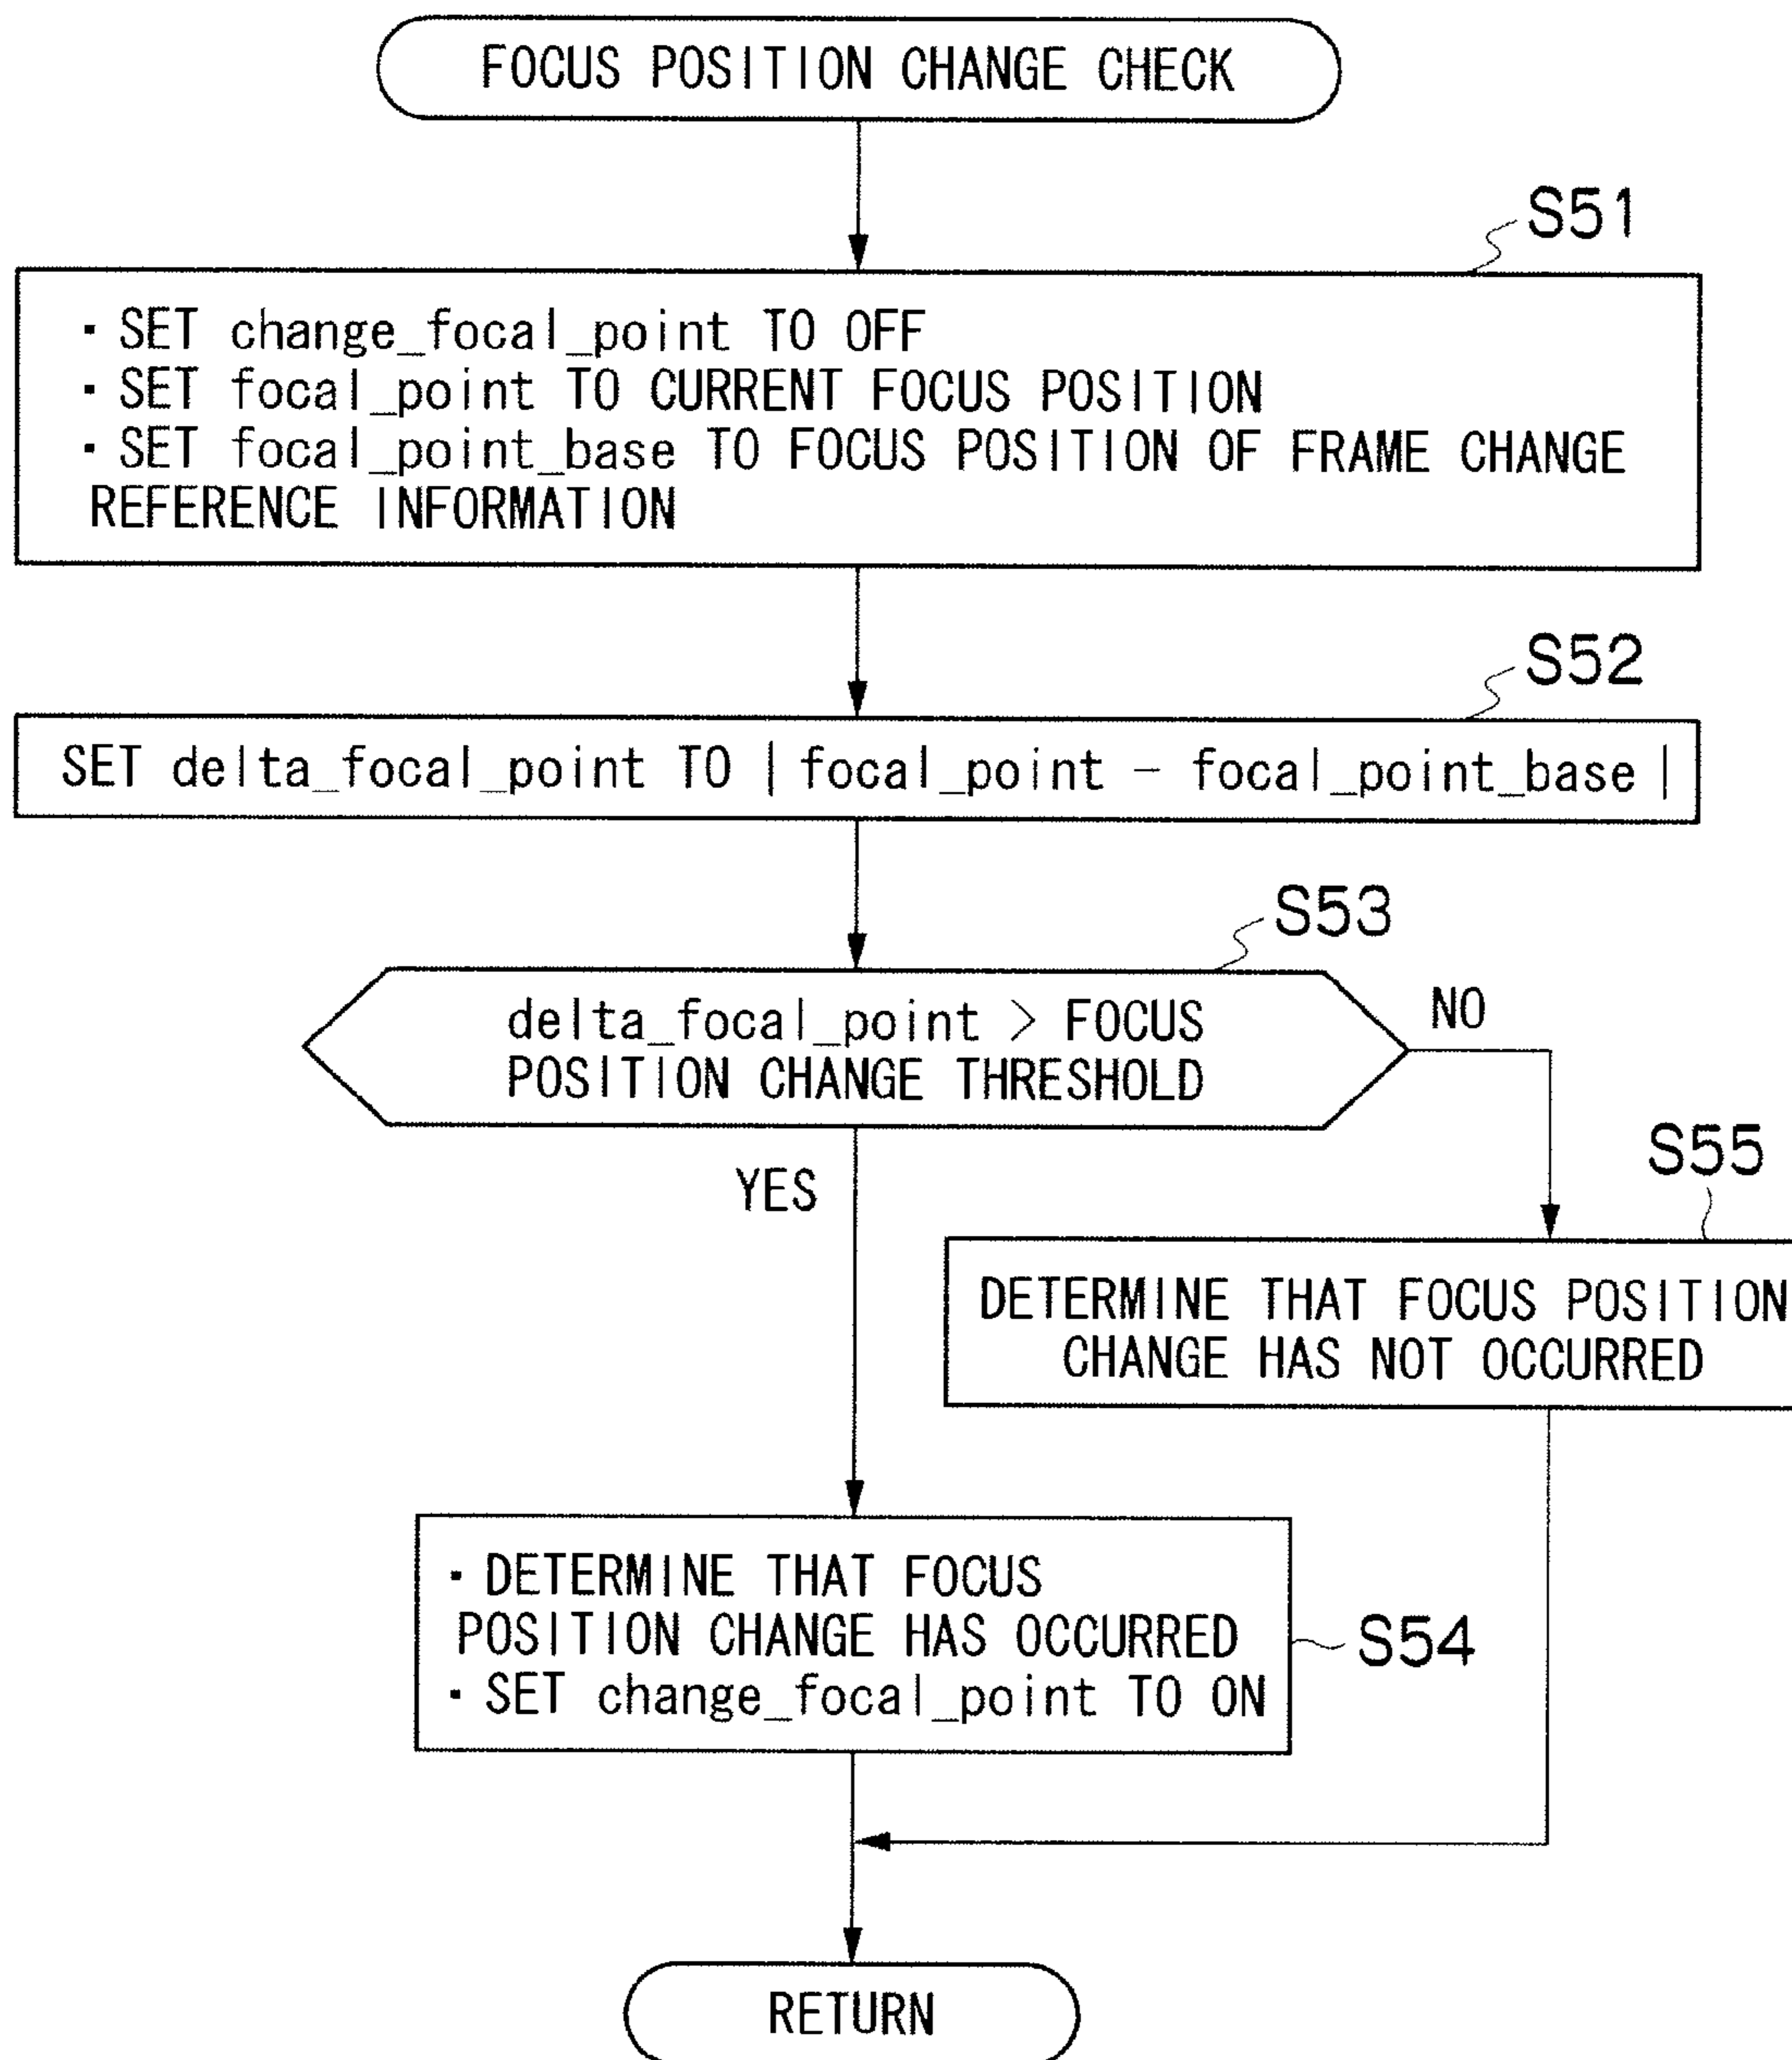 FOCUS POSITION CHANGE CHECK
S51
· SET change_focal_point TO OFF
· SET focal_point TO CURRENT FOCUS POSITION
· SET focal_point_base TO FOCUS POSITION OF FRAME CHANGE
REFERENCE INFORMATION
S52
SET delta_focal_point TO | focal_point - focal_point_base |
S53
delta_focal_point > FOCUS
POSITION CHANGE THRESHOLD
NO
YES
S55
DETERMINE THAT FOCUS POSITION
CHANGE HAS NOT OCCURRED
· DETERMINE THAT FOCUS
POSITION CHANGE HAS OCCURRED
· SET change_focal_point TO ON
S54
RETURN